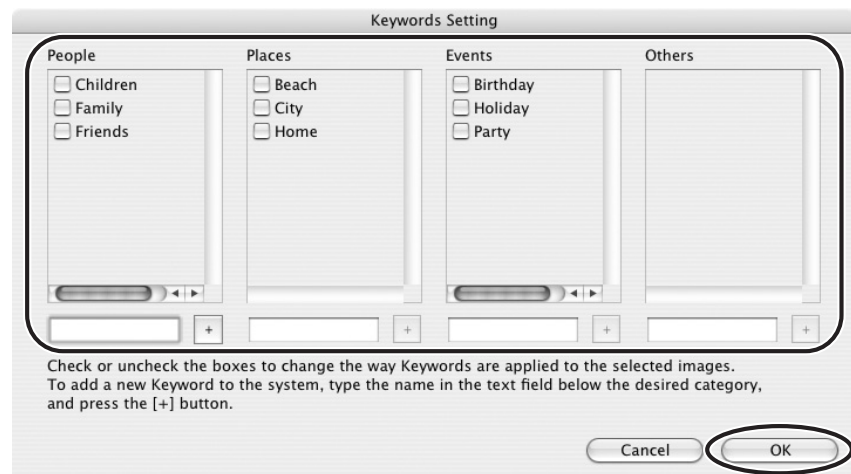 Keywords Setting
People Places Events Others
Children Beach Birthday
Family City Holiday
Friends Home Party
+ + + +
Check or uncheck the boxes to change the way Keywords are applied to the selected images.
To add a new Keyword to the system, type the name in the text field below the desired category,
and press the [+] button.
Cancel OK